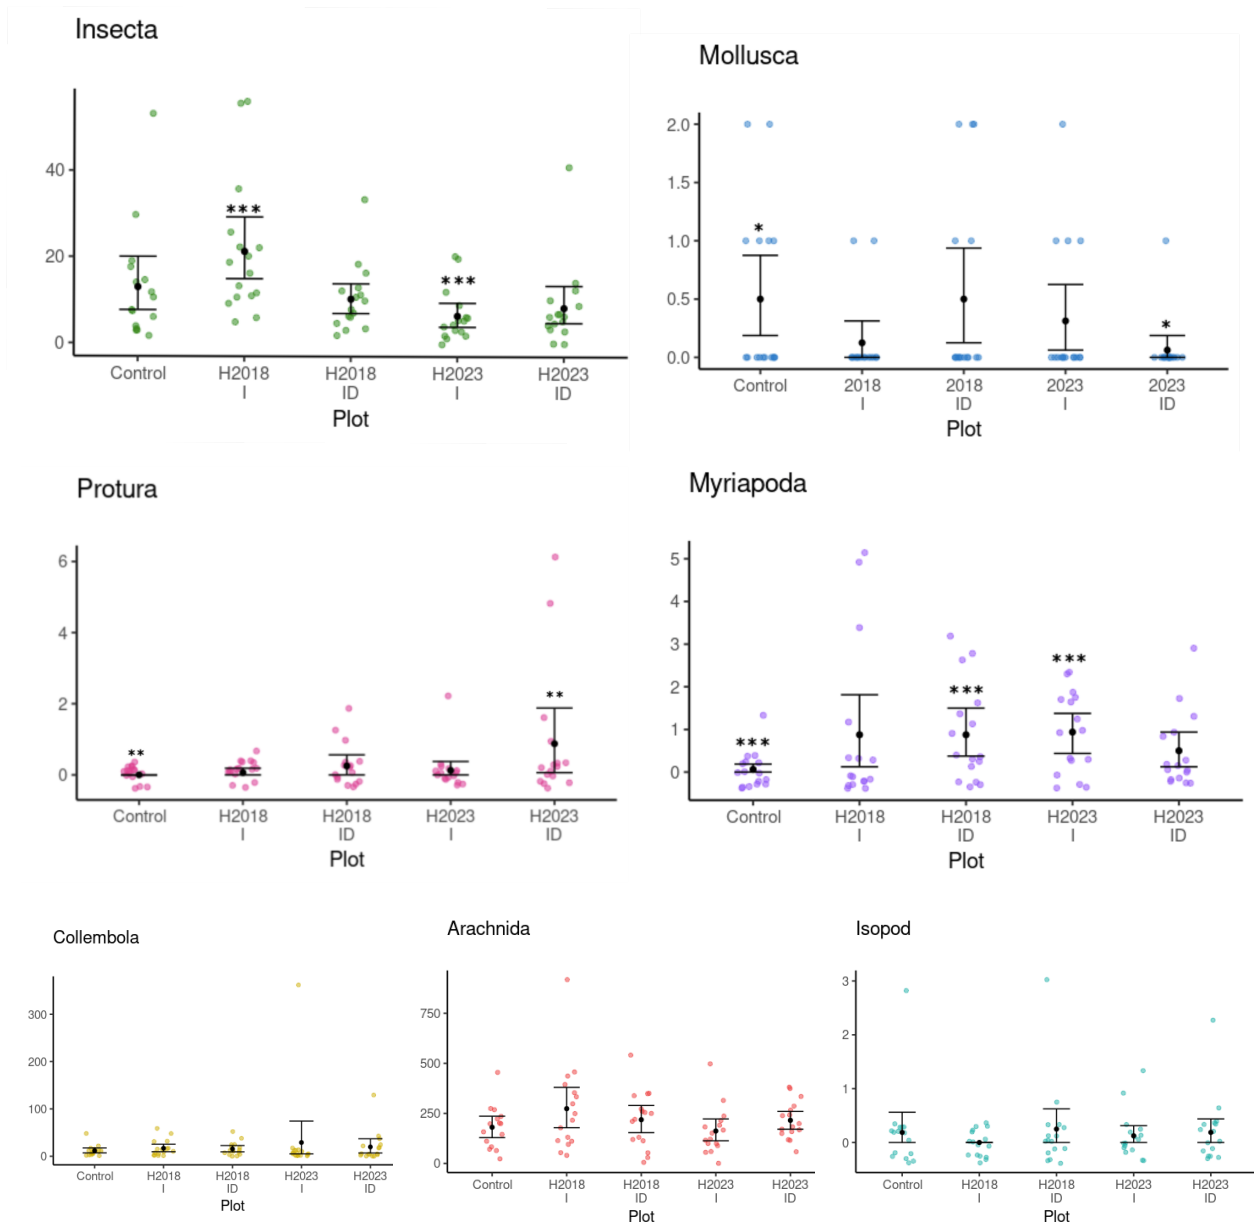 Insecta
40
20
0
***
***
Control H2018 H2018 H2023 H2023
I ID I ID
Plot
Mollusca
2.0
1.5
1.0
0.5
0.0
*
*
Control 2018 2018 2023 2023
I ID I ID
Plot
Protura
6
4
2
0
**
**
Control H2018 H2018 H2023 H2023
I ID I ID
Plot
Myriapoda
5
4
3
2
1
0
***
***
***
Control H2018 H2018 H2023 H2023
I ID I ID
Plot
Collembola
300
200
100
0
Control H2018 H2018 H2023 H2023
I ID I ID
Plot
Arachnida
750
500
250
0
Control H2018 H2018 H2023 H2023
I ID I ID
Plot
Isopod
3
2
1
0
Control H2018 H2018 H2023 H2023
I ID I ID
Plot